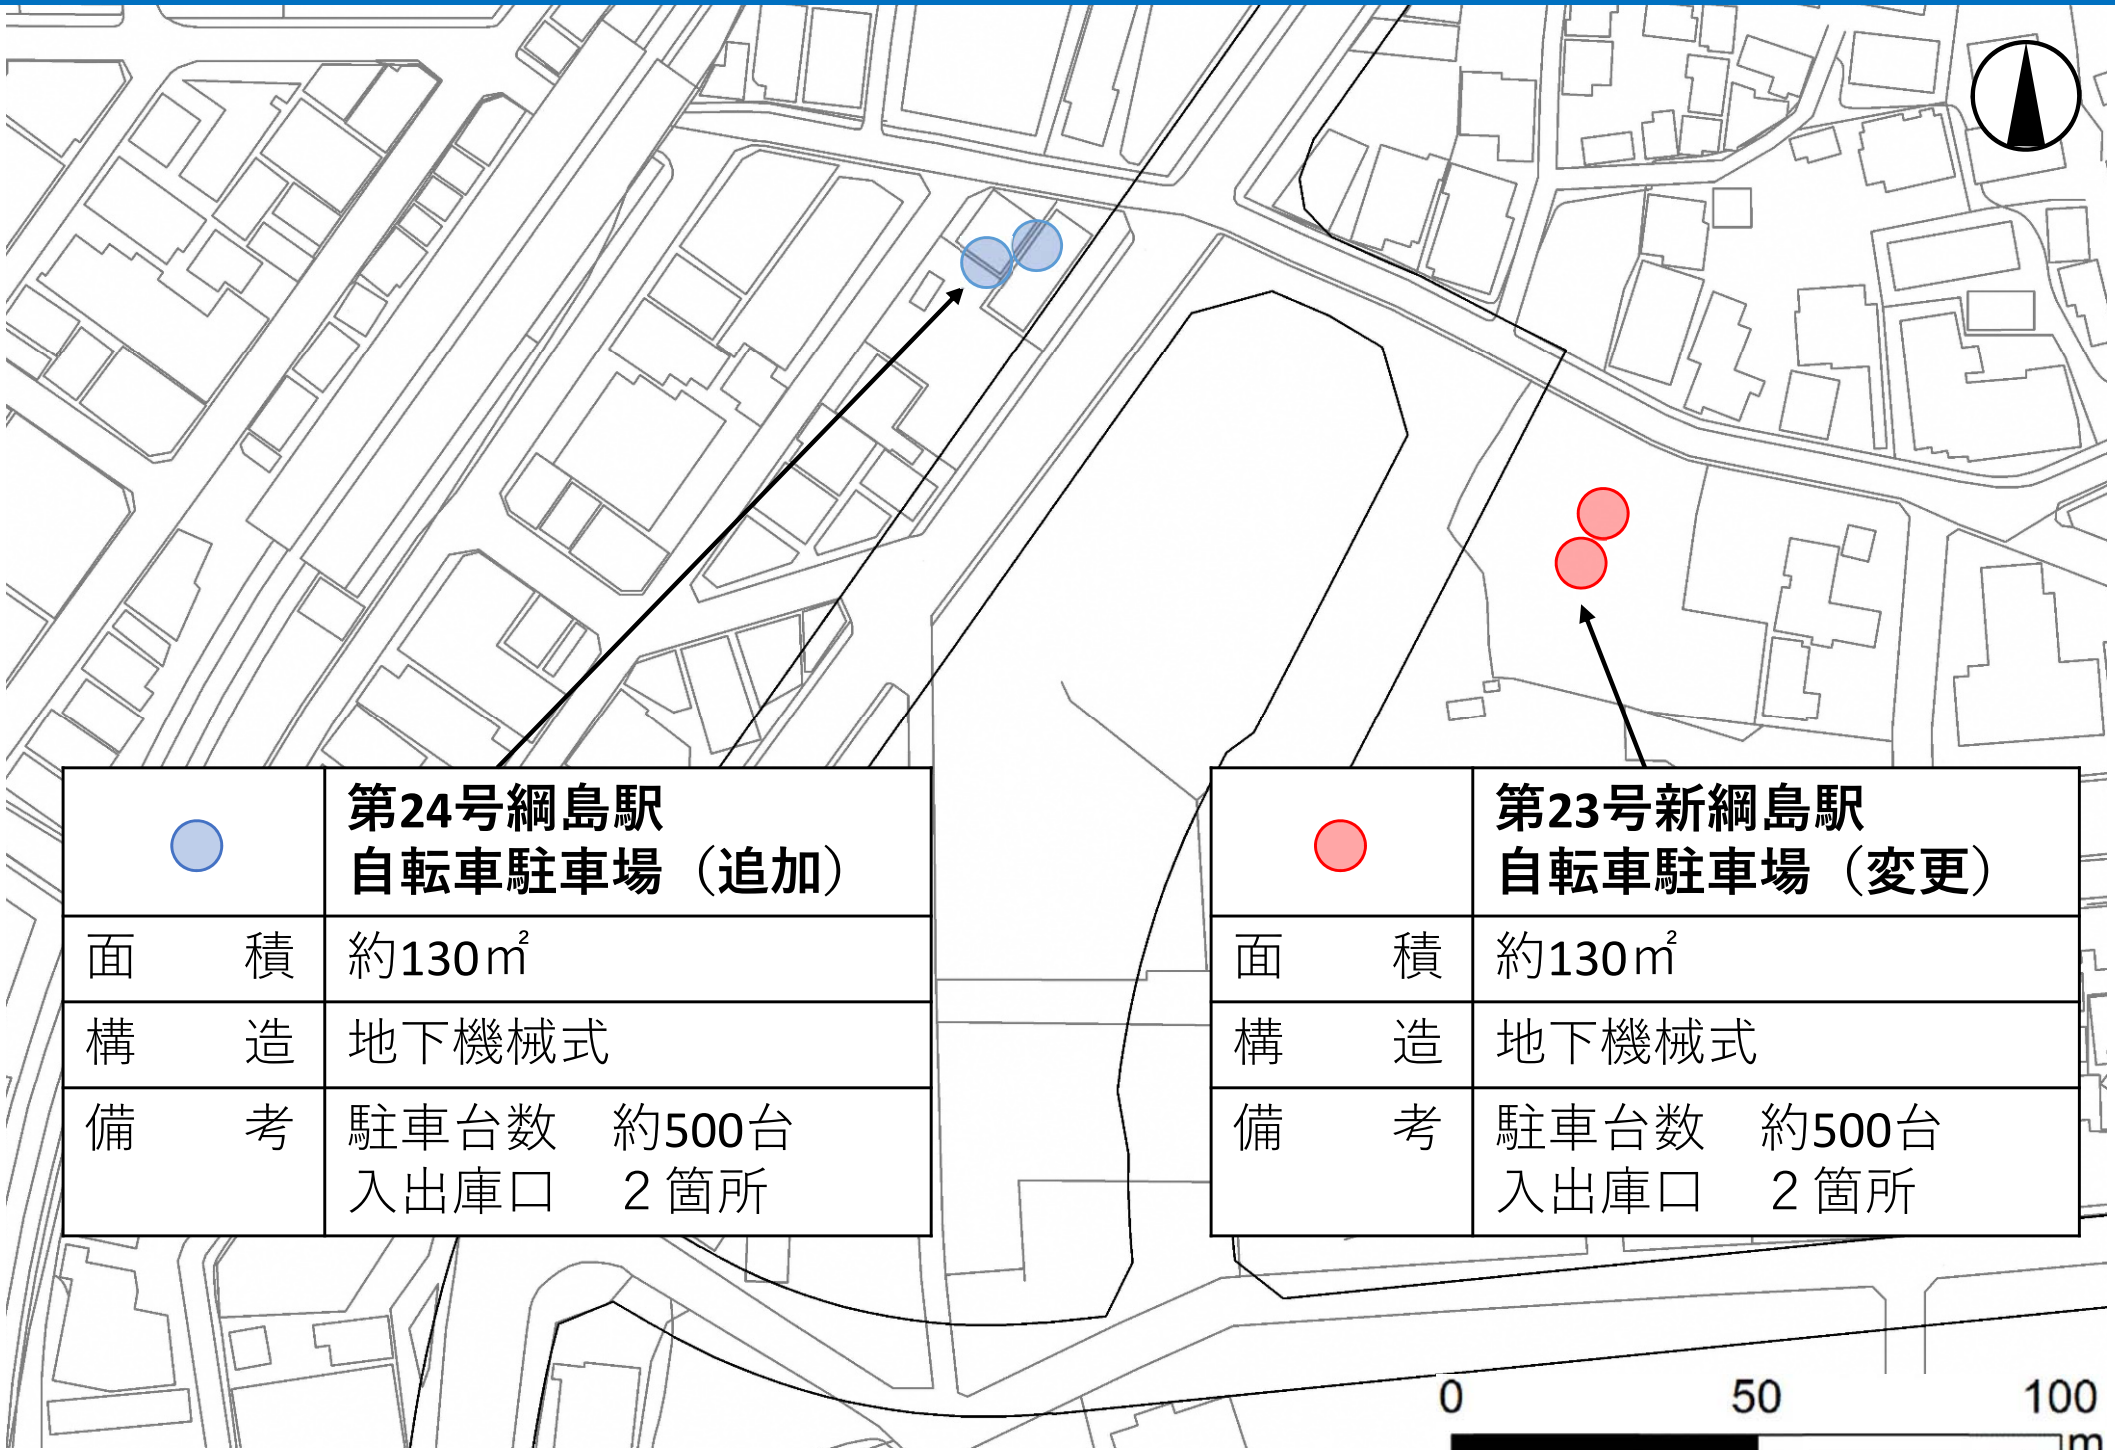 第24号綱島駅
自転車駐車場（追加）
面　積　約130㎡
構　造　地下機械式
備　考　駐車台数　約500台
入出庫口　２箇所
第23号新綱島駅
自転車駐車場（変更）
面　積　約130㎡
構　造　地下機械式
備　考　駐車台数　約500台
入出庫口　２箇所
0　50　100
m